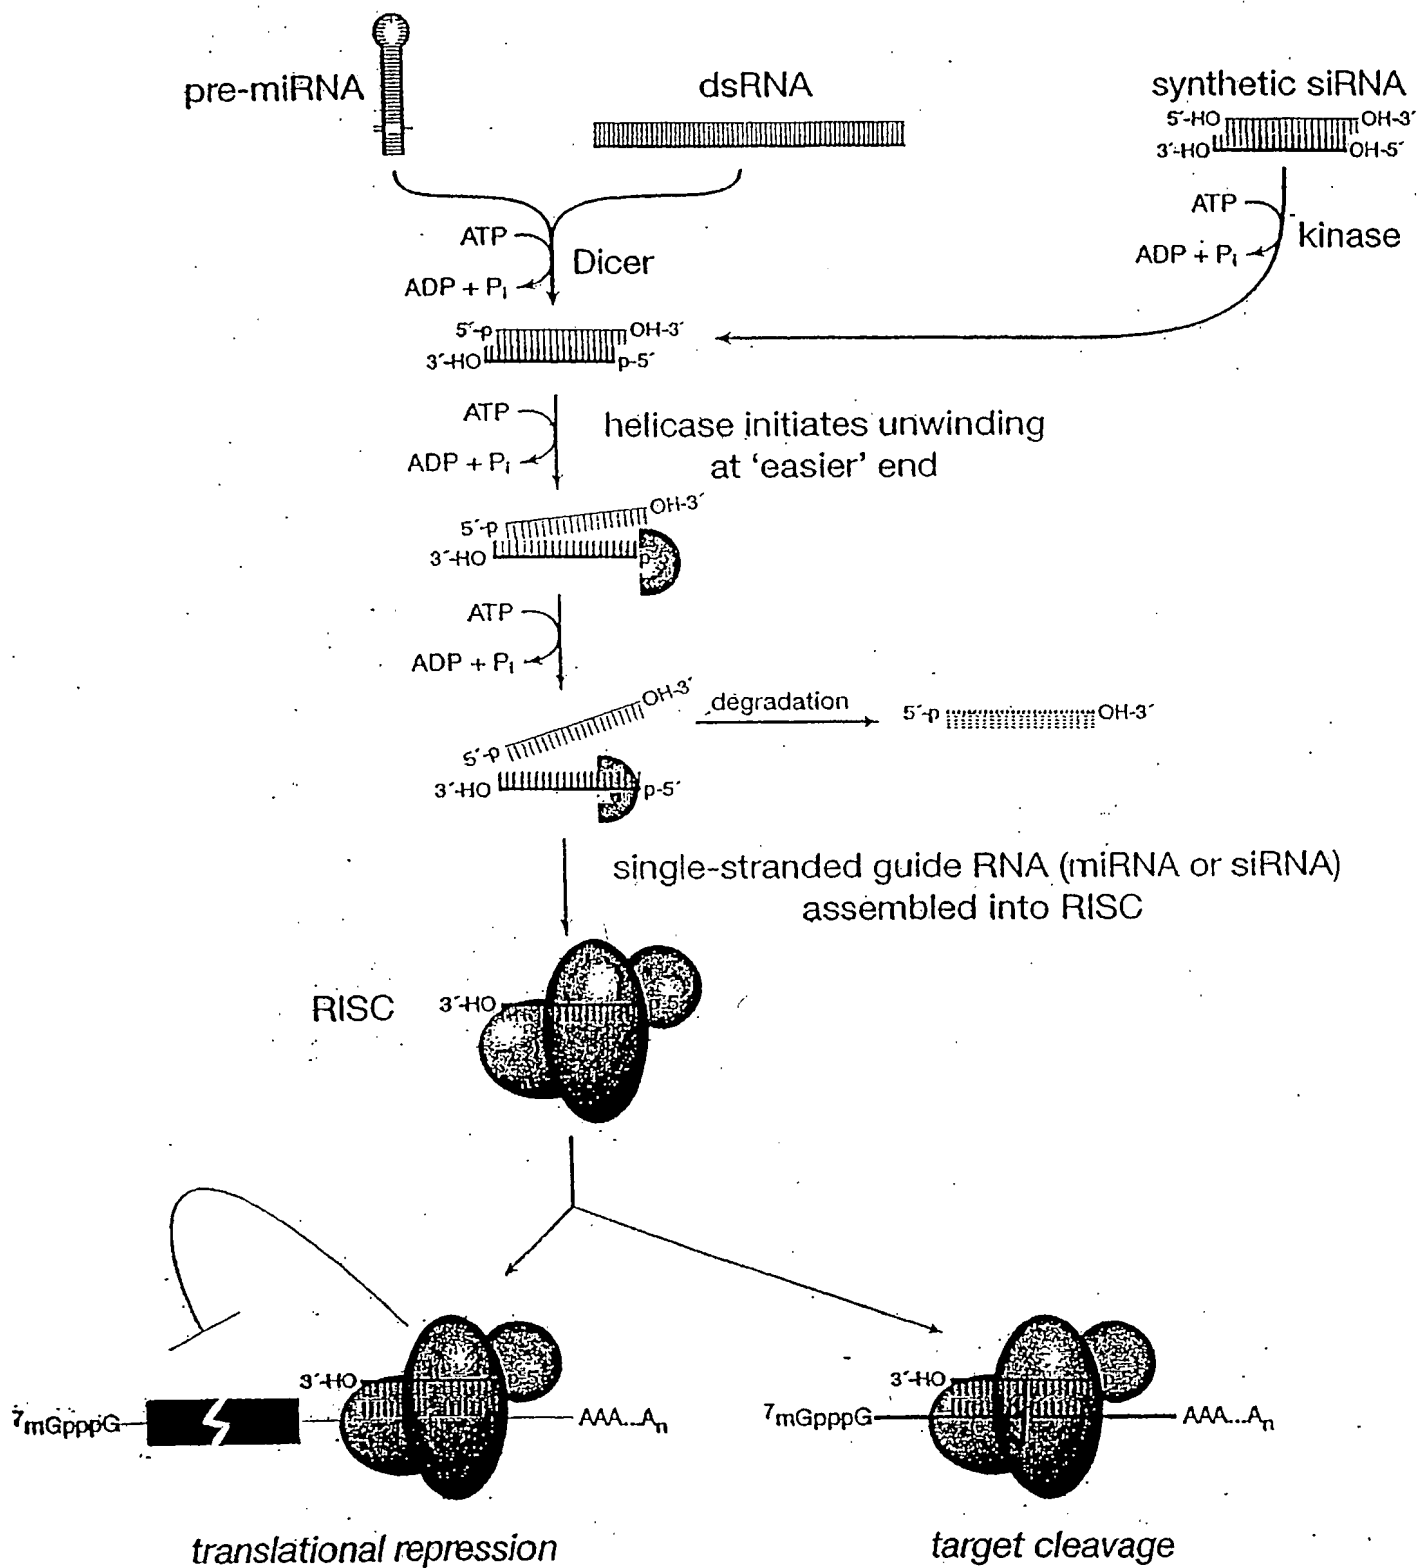 pre-miRNA
dsRNA
synthetic siRNA
5´-HO OH-3´
3´-HO OH-5´
ATP
ADP + Pi
kinase
ATP
ADP + Pi
Dicer
5´-p OH-3´
3´-HO p-5´
ATP
ADP + Pi
helicase initiates unwinding
at ‘easier’ end
5´-p OH-3´
3´-HO p-5
ATP
ADP + Pi
5´-p OH-3´
3´-HO p-5´
degradation
5´-p OH-3´
single-stranded guide RNA (miRNA or siRNA)
assembled into RISC
RISC
3´-HO p-5
3´-HO
7mGpppG AAA...An
translational repression
3´-HO
7mGpppG AAA...An
target cleavage